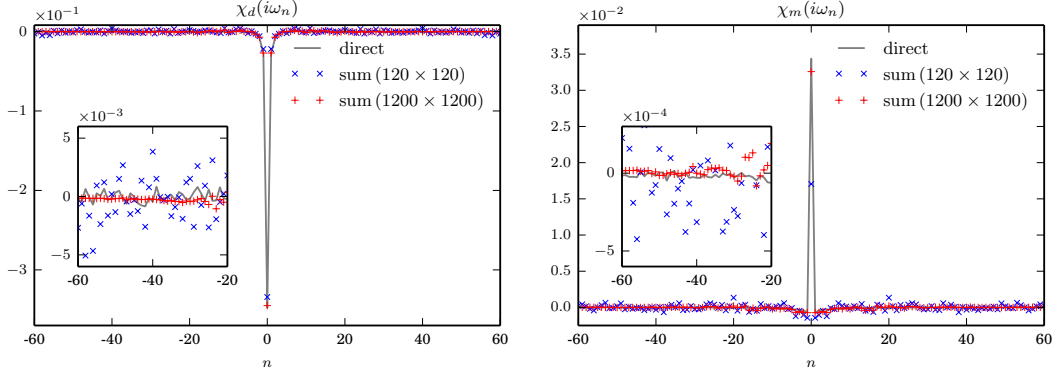 χ_d(iω_n)
×10⁻¹
0
−1
−2
−3
-60 -40 -20 0 20 40 60
n
direct
sum (120 × 120)
sum (1200 × 1200)
×10⁻³
5
0
−5
-60 -40 -20
χ_m(iω_n)
×10⁻²
3.5
3.0
2.5
2.0
1.5
1.0
0.5
0.0
-60 -40 -20 0 20 40 60
n
direct
sum (120 × 120)
sum (1200 × 1200)
×10⁻⁴
5
0
−5
-60 -40 -20